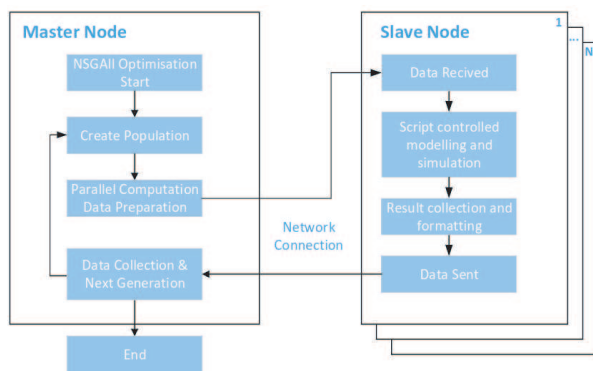 Master Node
NSGAII Optimisation
Start
Create Population
Parallel Computation
Data Preparation
Data Collection &
Next Generation
End
Network
Connection
Slave Node
1
...
N
Data Recived
Script controlled
modelling and
simulation
Result collection and
formatting
Data Sent